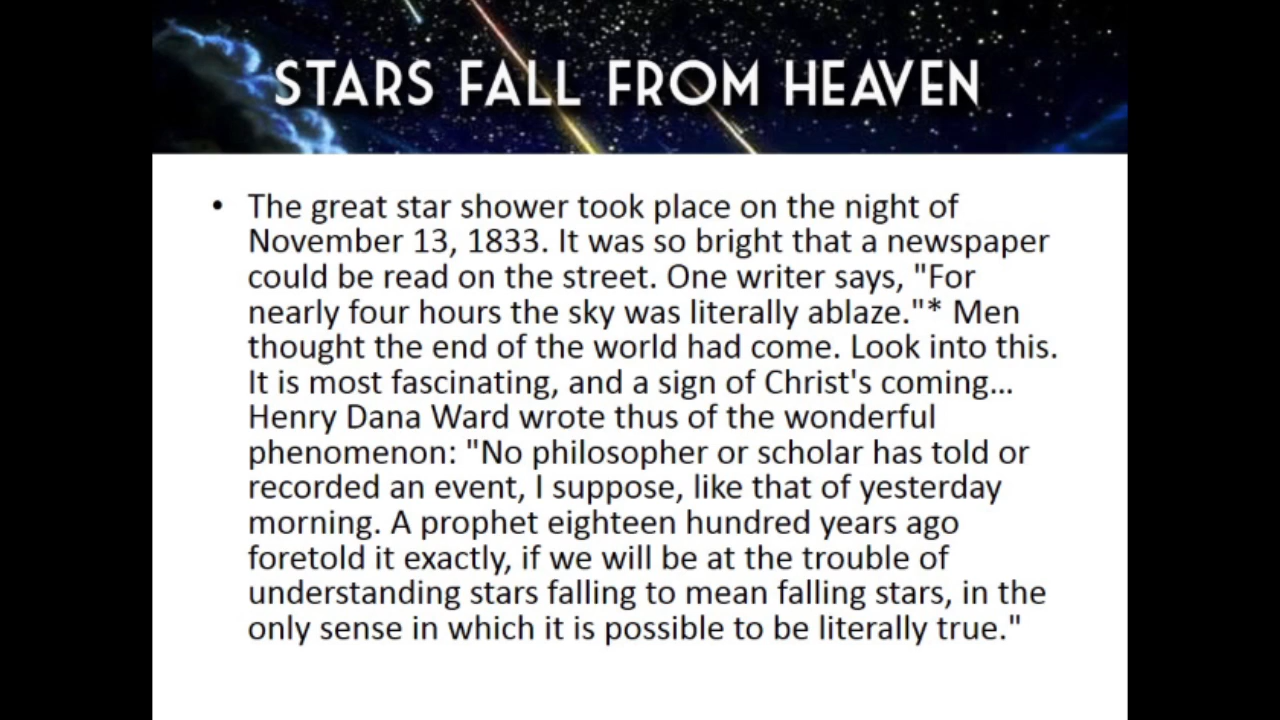 STARS FALL FROM HEAVEN
• The great star shower took place on the night of
November 13, 1833. It was so bright that a newspaper
could be read on the street. One writer says, "For
nearly four hours the sky was literally ablaze."* Men
thought the end of the world had come. Look into this.
It is most fascinating, and a sign of Christ's coming...
Henry Dana Ward wrote thus of the wonderful
phenomenon: "No philosopher or scholar has told or
recorded an event, I suppose, like that of yesterday
morning. A prophet eighteen hundred years ago
foretold it exactly, if we will be at the trouble of
understanding stars falling to mean falling stars, in the
only sense in which it is possible to be literally true."